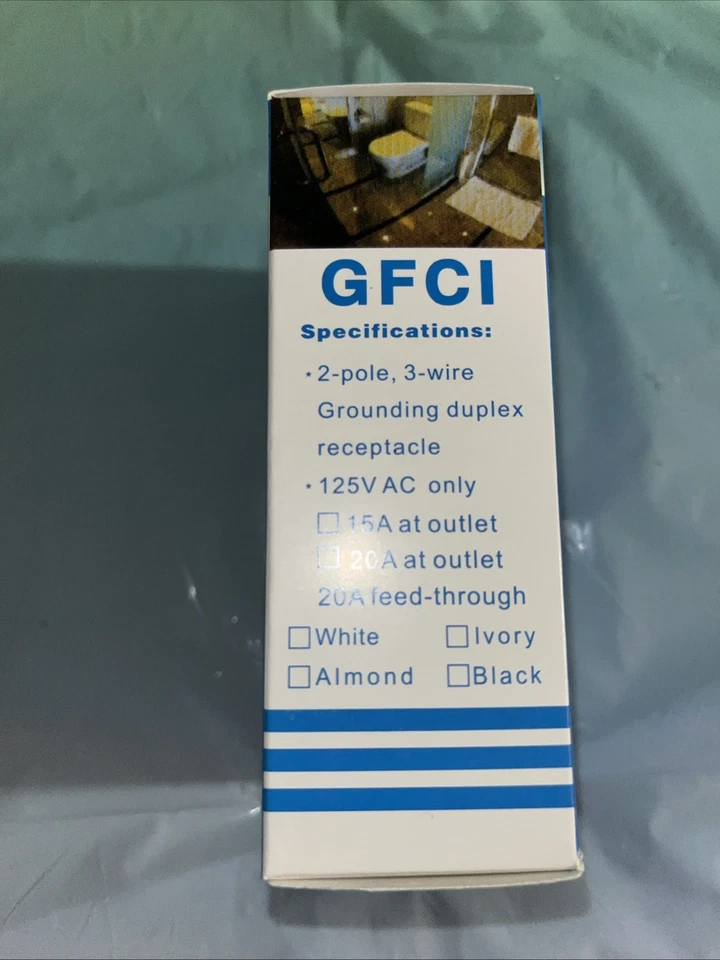 GFCI
Specifications:
• 2-pole, 3-wire
Grounding duplex
receptacle
• 125V AC only
☐ 15A at outlet
☐ 20A at outlet
20A feed-through
☐ White ☐ Ivory
☐ Almond ☐ Black